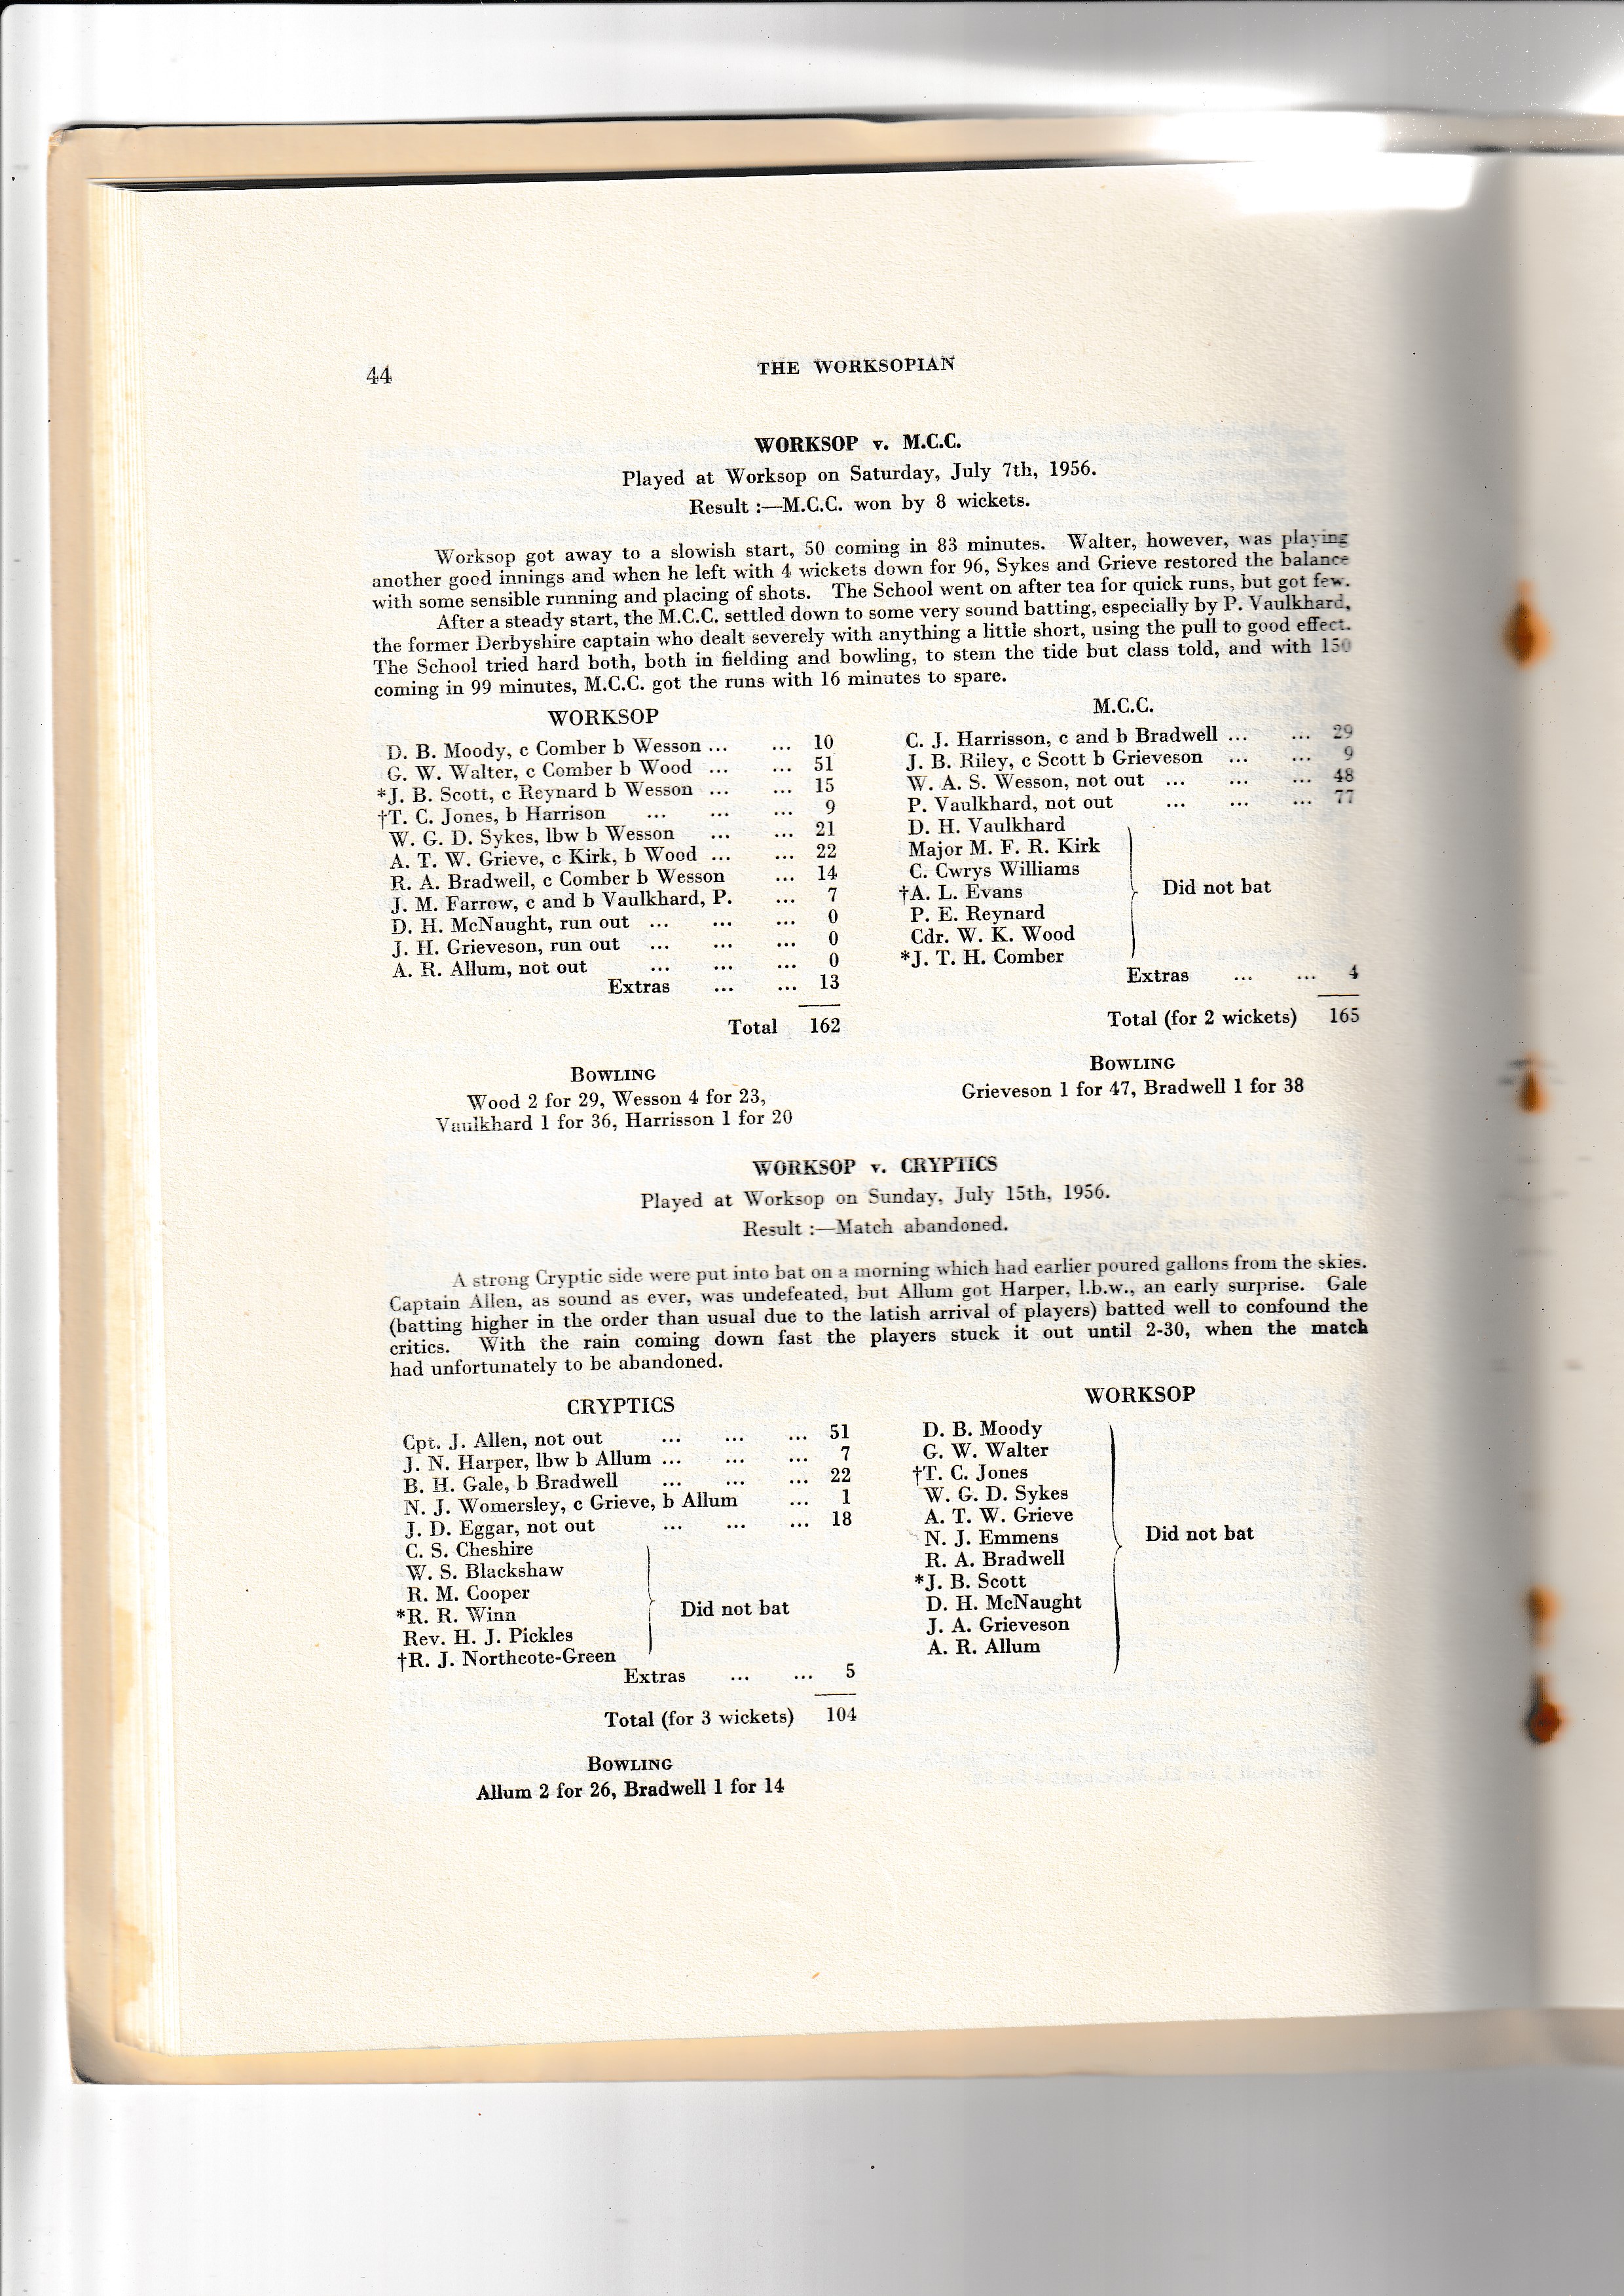 44
THE WORKSOPIAN
WORKSOP v. M.C.C.
Played at Worksop on Saturday, July 7th, 1956.
Result :—M.C.C. won by 8 wickets.
Worksop got away to a slowish start, 50 coming in 83 minutes. Walter, however, was playing
another good innings and when he left with 4 wickets down for 96, Sykes and Grieve restored the balance
with some sensible running and placing of shots. The School went on after tea for quick runs, but got few.
After a steady start, the M.C.C. settled down to some very sound batting, especially by P. Vaulkhard,
the former Derbyshire captain who dealt severely with anything a little short, using the pull to good effect.
The School tried hard both, both in fielding and bowling, to stem the tide but class told, and with 150
coming in 99 minutes, M.C.C. got the runs with 16 minutes to spare.
WORKSOP
D. B. Moody, c Comber b Wesson ... ... 10
G. W. Walter, c Comber b Wood ... ... 51
*J. B. Scott, c Reynard b Wesson ... ... 15
†T. C. Jones, b Harrison ... ... ... 9
W. G. D. Sykes, lbw b Wesson ... ... 21
A. T. W. Grieve, c Kirk, b Wood ... ... 22
R. A. Bradwell, c Comber b Wesson ... 14
J. M. Farrow, c and b Vaulkhard, P. ... 7
D. H. McNaught, run out ... ... ... 0
J. H. Grieveson, run out ... ... ... 0
A. R. Allum, not out ... ... ... 0
Extras ... ... 13
Total 162
BOWLING
Wood 2 for 29, Wesson 4 for 23,
Vaulkhard 1 for 36, Harrisson 1 for 20
M.C.C.
C. J. Harrisson, c and b Bradwell ... ... 29
J. B. Riley, c Scott b Grieveson ... ... 9
W. A. S. Wesson, not out ... ... ... 48
P. Vaulkhard, not out ... ... ... 77
D. H. Vaulkhard
Major M. F. R. Kirk
C. Cwrys Williams
†A. L. Evans
Did not bat
P. E. Reynard
Cdr. W. K. Wood
*J. T. H. Comber
Extras ... ... 4
Total (for 2 wickets) 165
BOWLING
Grieveson 1 for 47, Bradwell 1 for 38
WORKSOP v. CRYPTICS
Played at Worksop on Sunday, July 15th, 1956.
Result :—Match abandoned.
A strong Cryptic side were put into bat on a morning which had earlier poured gallons from the skies.
Captain Allen, as sound as ever, was undefeated, but Allum got Harper, l.b.w., an early surprise. Gale
(batting higher in the order than usual due to the latish arrival of players) batted well to confound the
critics. With the rain coming down fast the players stuck it out until 2-30, when the match
had unfortunately to be abandoned.
CRYPTICS
Cpt. J. Allen, not out ... ... ... 51
J. N. Harper, lbw b Allum ... ... ... 7
B. H. Gale, b Bradwell ... ... ... 22
N. J. Womersley, c Grieve, b Allum ... 1
J. D. Eggar, not out ... ... ... 18
C. S. Cheshire
W. S. Blackshaw
R. M. Cooper
*R. R. Winn
Did not bat
Rev. H. J. Pickles
†R. J. Northcote-Green
Extras ... ... 5
Total (for 3 wickets) 104
BOWLING
Allum 2 for 26, Bradwell 1 for 14
WORKSOP
D. B. Moody
G. W. Walter
†T. C. Jones
W. G. D. Sykes
A. T. W. Grieve
N. J. Emmens
Did not bat
R. A. Bradwell
*J. B. Scott
D. H. McNaught
J. A. Grieveson
A. R. Allum